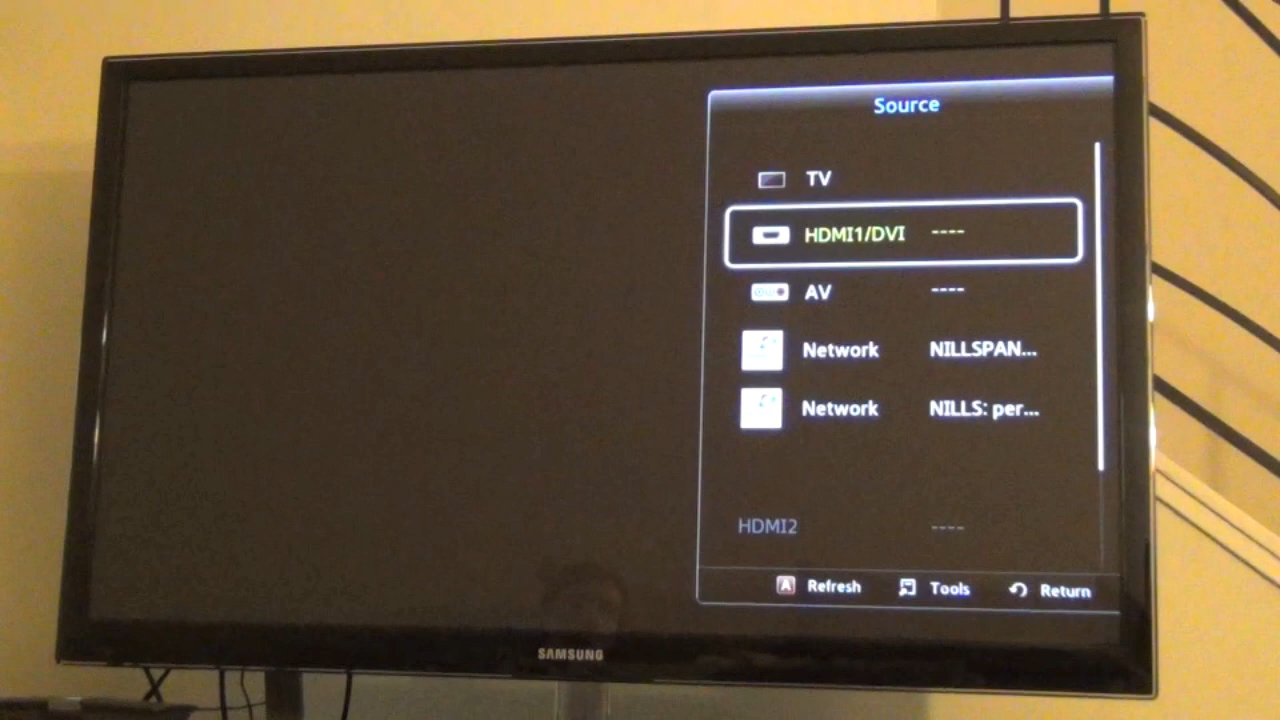 Source
TV
HDMI1/DVI ----
AV ----
Network NILLSPAN...
Network NILLS: per...
HDMI2 ----
A Refresh Tools Return
SAMSUNG